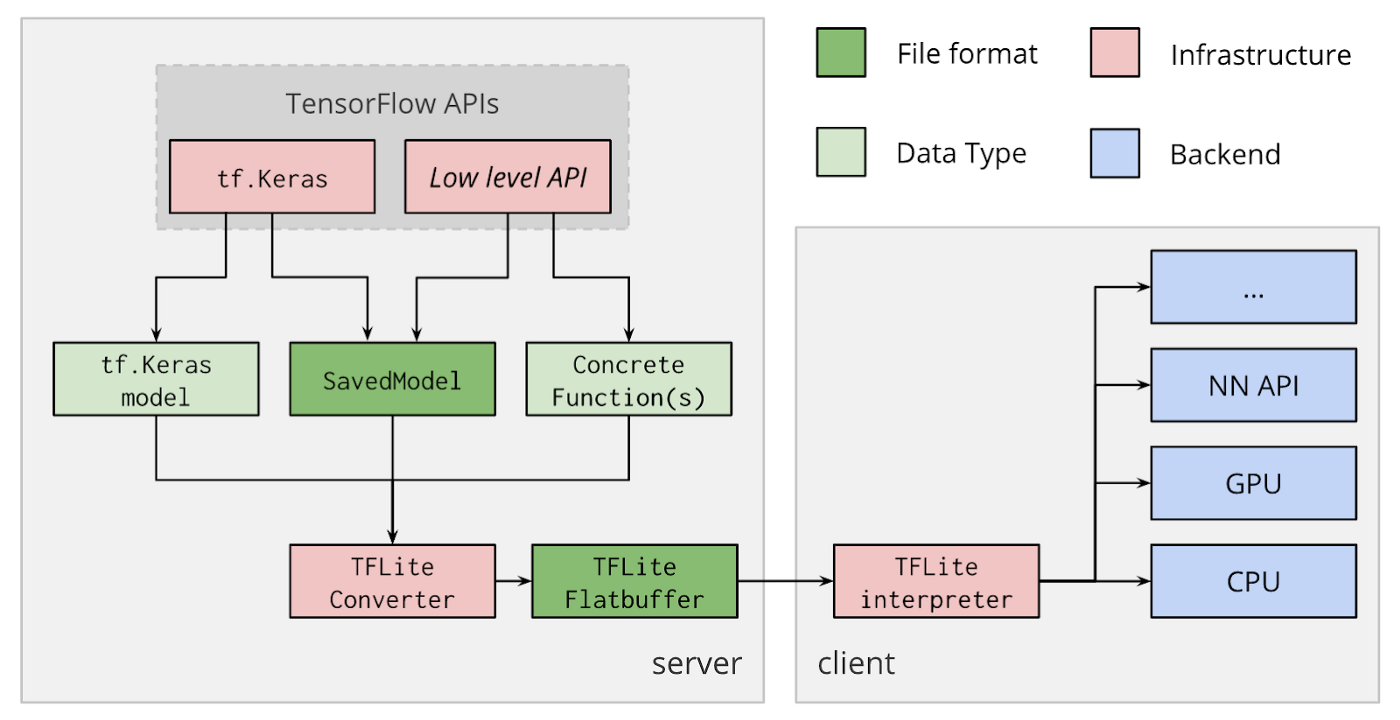 File format
Infrastructure
Data Type
Backend
TensorFlow APIs
tf.Keras
Low level API
tf.Keras
model
SavedModel
Concrete
Function(s)
TFLite
Converter
TFLite
Flatbuffer
server
TFLite
interpreter
...
NN API
GPU
CPU
client